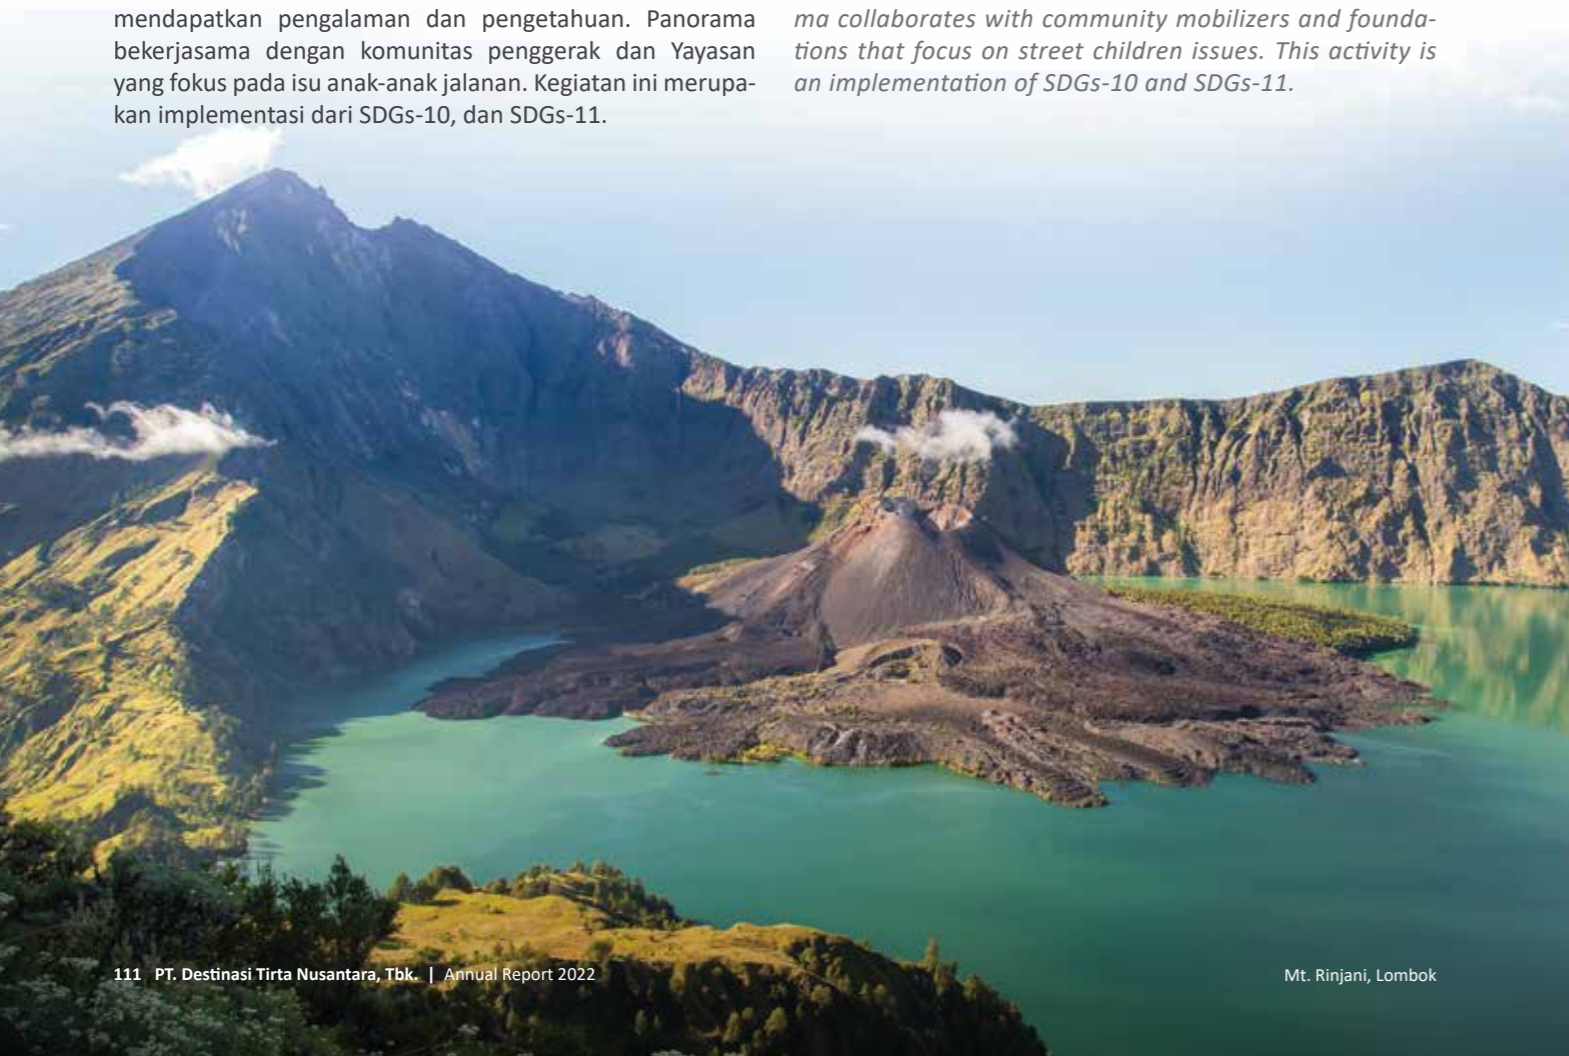 mendapatkan pengalaman dan pengetahuan. Panorama
bekerjasama dengan komunitas penggerak dan Yayasan
yang fokus pada isu anak-anak jalanan. Kegiatan ini merupa-
kan implementasi dari SDGs-10, dan SDGs-11.
ma collaborates with community mobilizers and founda-
tions that focus on street children issues. This activity is
an implementation of SDGs-10 and SDGs-11.
111 PT. Destinasi Tirta Nusantara, Tbk. | Annual Report 2022
Mt. Rinjani, Lombok